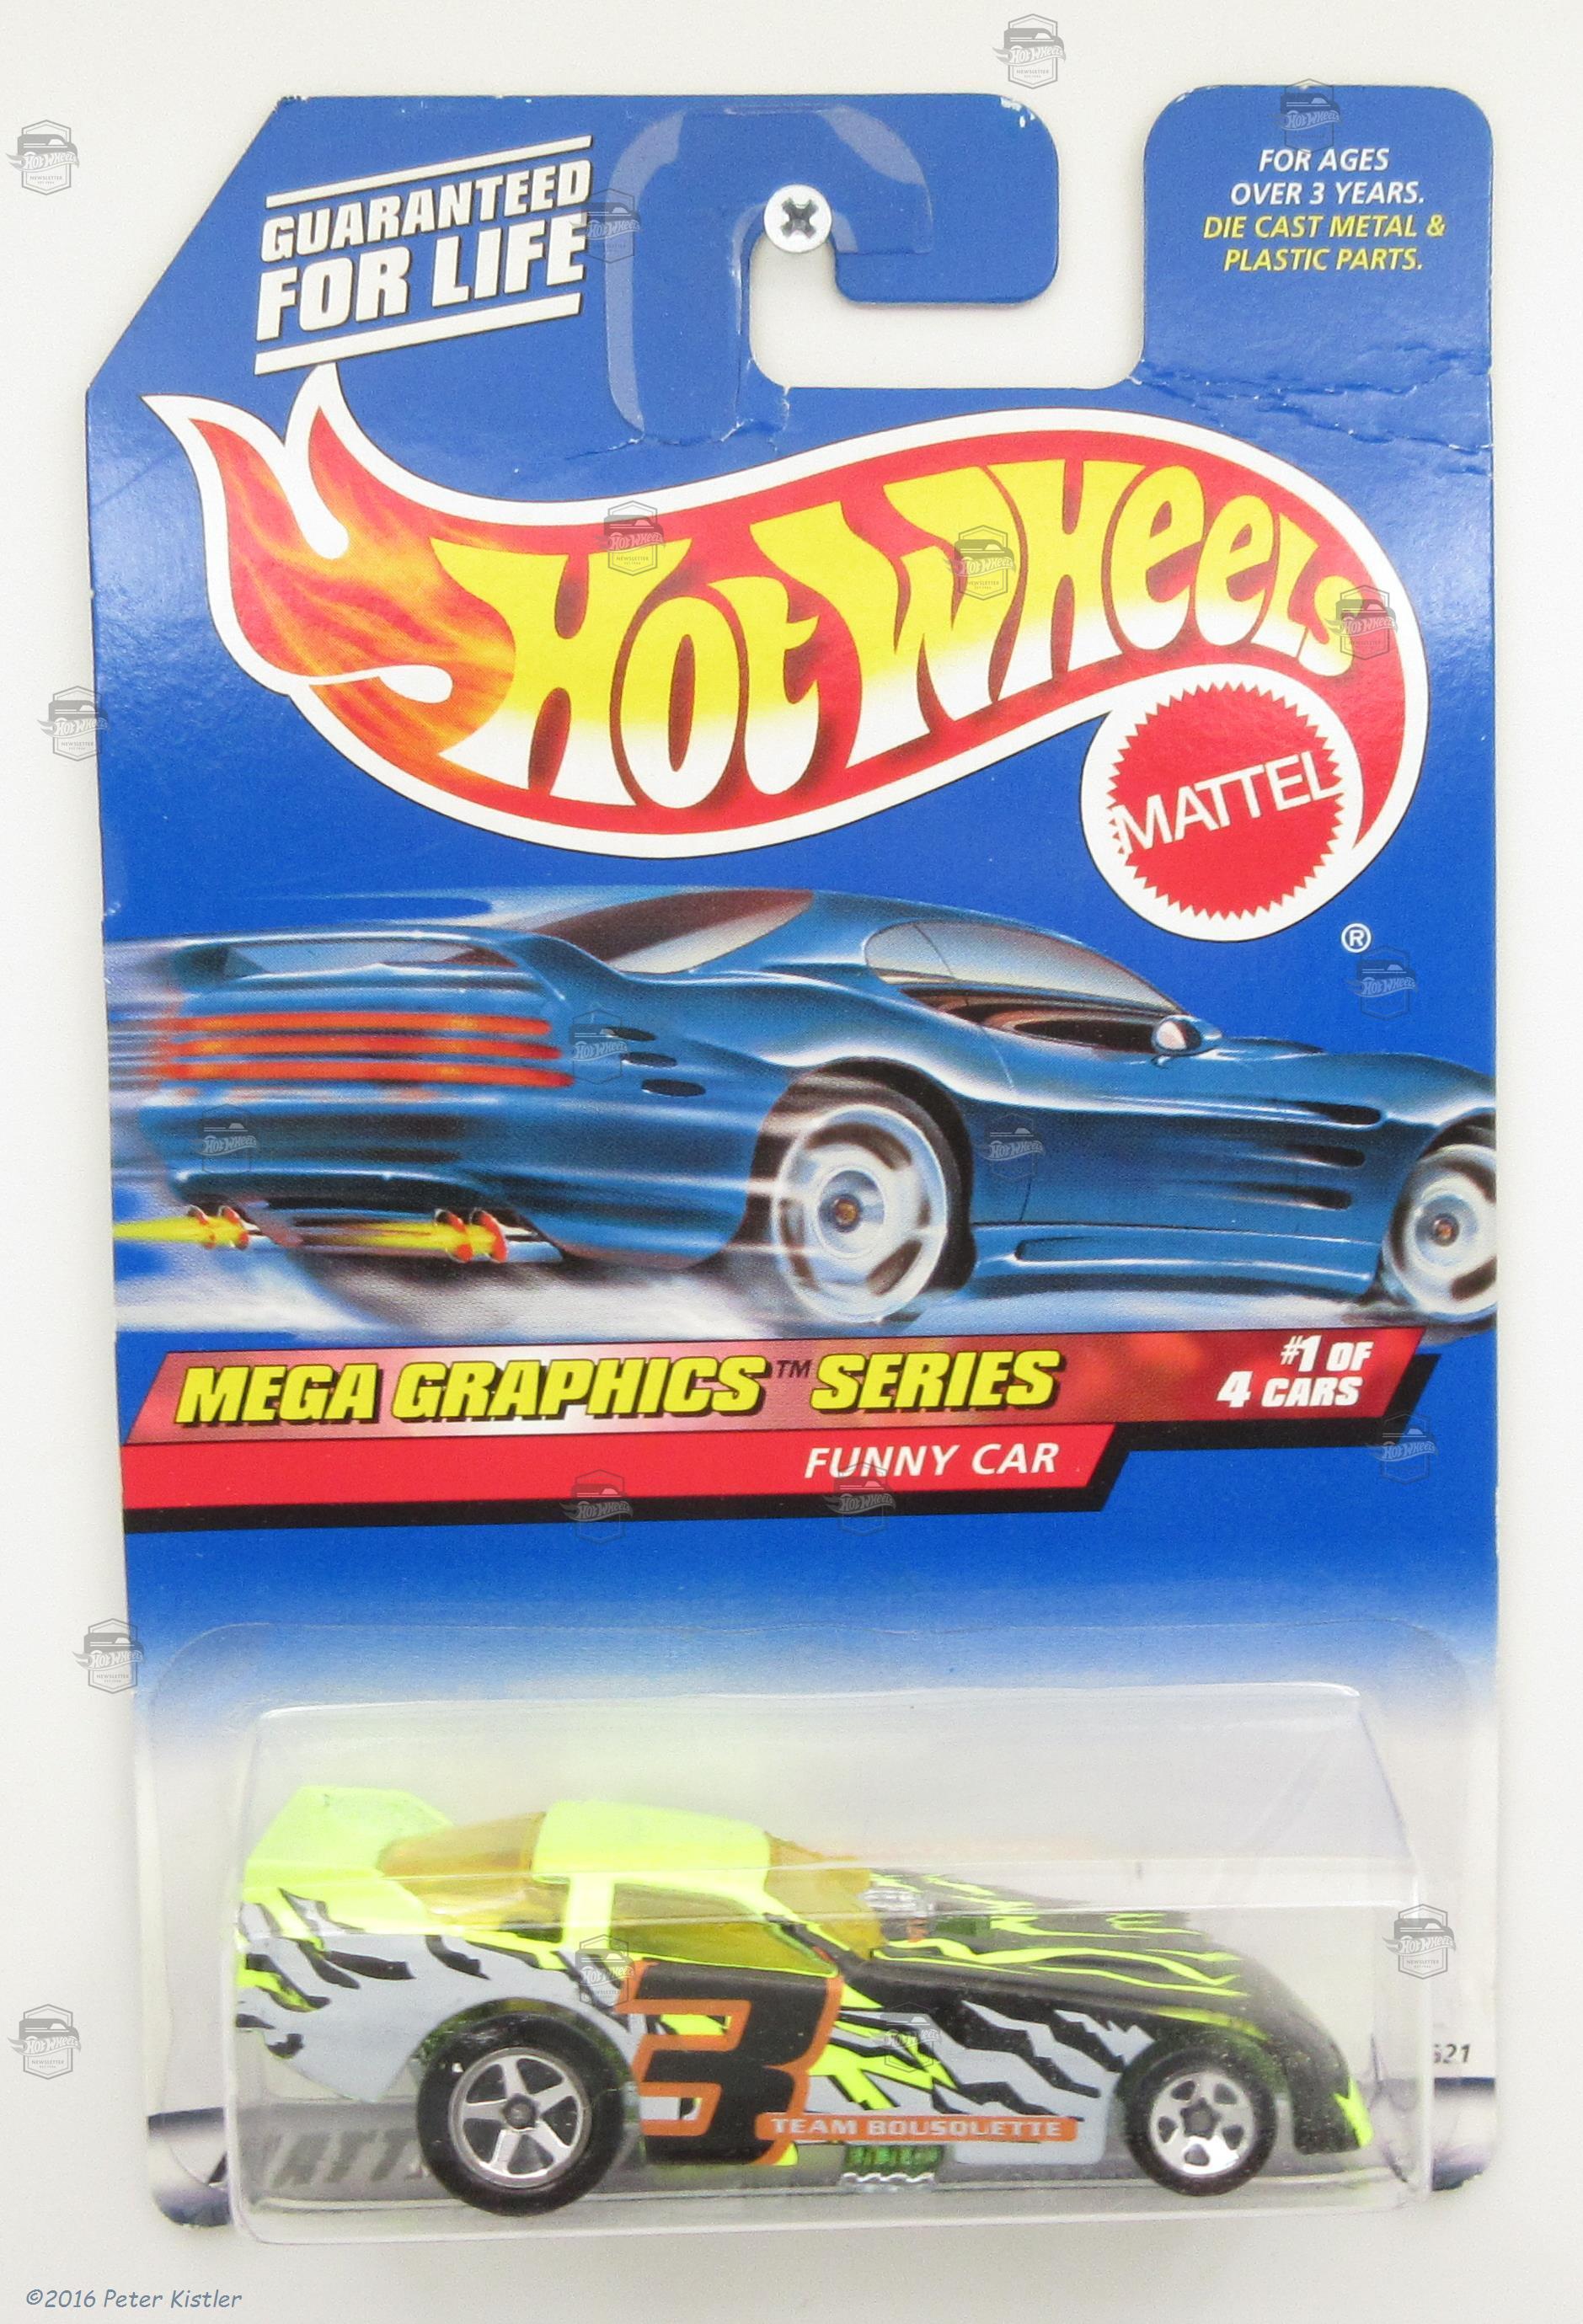 GUARANTEED
FOR LIFE
FOR AGES
OVER 3 YEARS.
DIE CAST METAL &
PLASTIC PARTS.
HOT WHEELS
MATTEL
®
MEGA GRAPHICS™ SERIES
#1 OF
4 CARS
FUNNY CAR
3
TEAM BOUSQUETTE
©2016 Peter Kistler